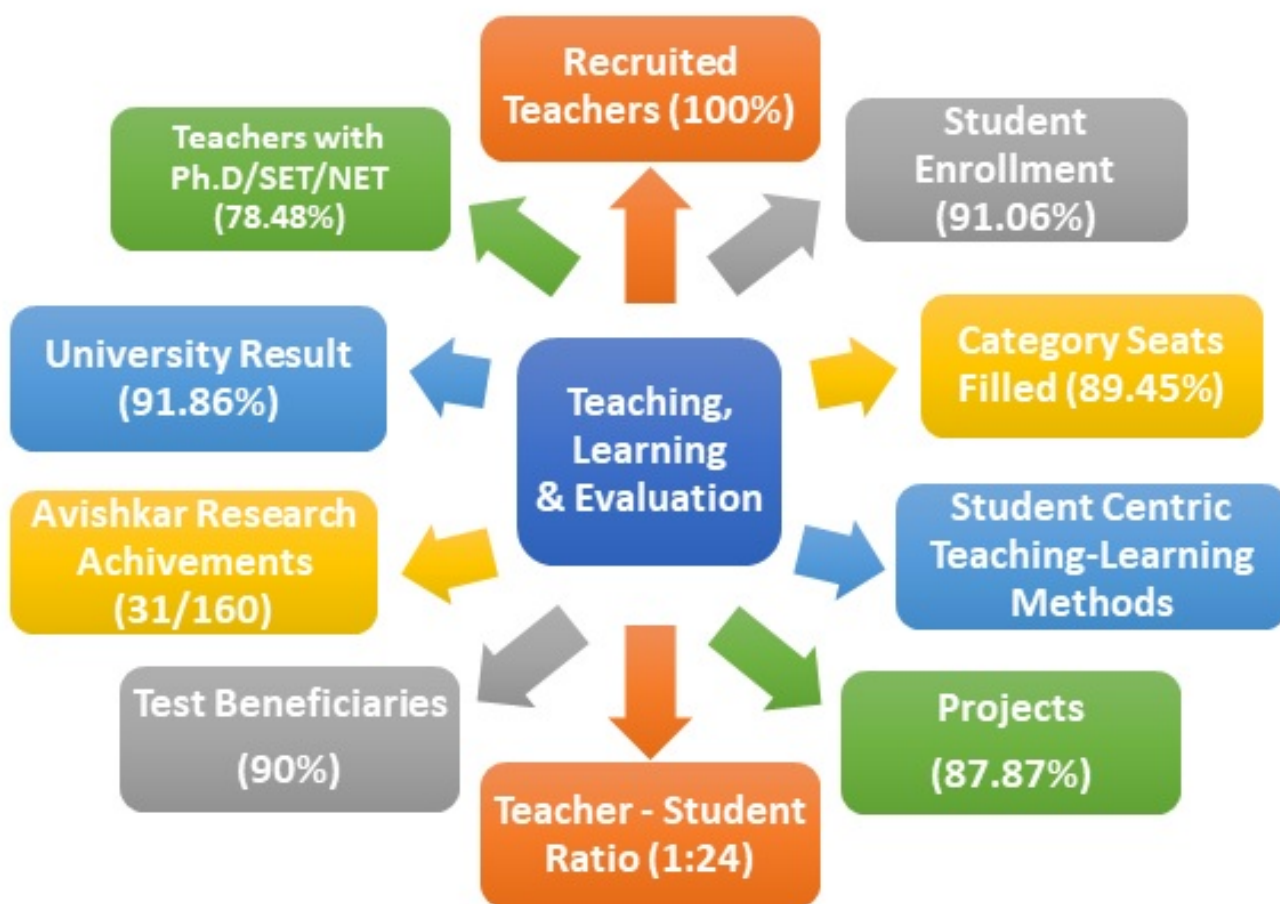 Recruited
Teachers (100%)
Student
Enrollment
(91.06%)
Category Seats
Filled (89.45%)
Student Centric
Teaching-Learning
Methods
Projects
(87.87%)
Teacher - Student
Ratio (1:24)
Test Beneficiaries
(90%)
Avishkar Research
Achivements
(31/160)
University Result
(91.86%)
Teachers with
Ph.D/SET/NET
(78.48%)
Teaching,
Learning
& Evaluation